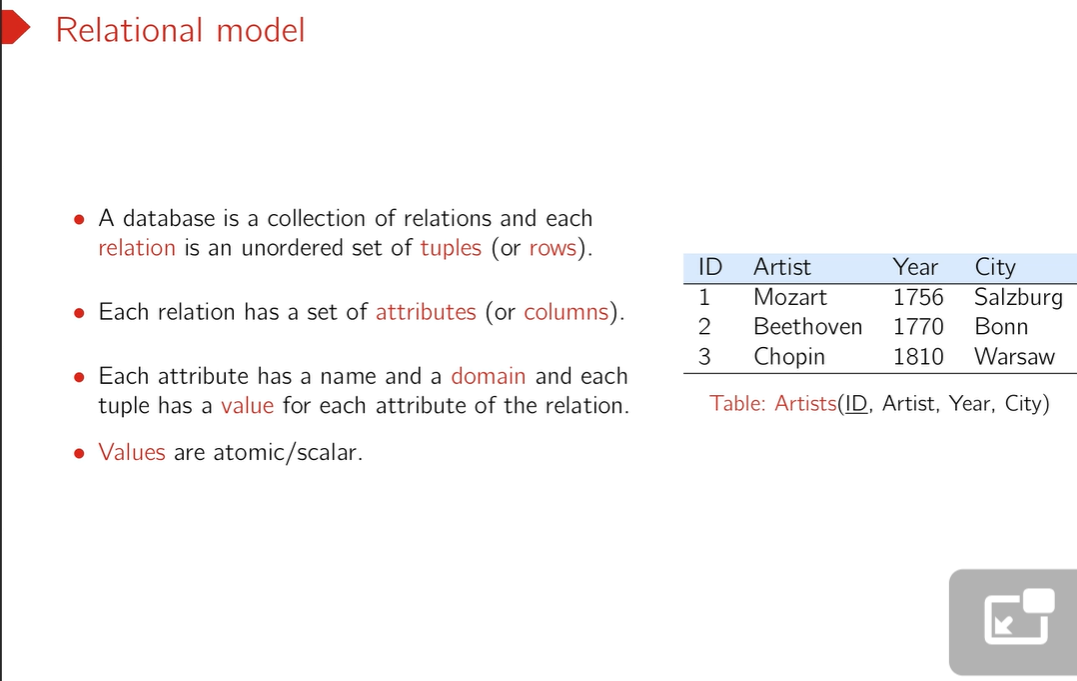 Relational model
• A database is a collection of relations and each
relation is an unordered set of tuples (or rows).
• Each relation has a set of attributes (or columns).
• Each attribute has a name and a domain and each
tuple has a value for each attribute of the relation.
• Values are atomic/scalar.
ID Artist Year City
1 Mozart 1756 Salzburg
2 Beethoven 1770 Bonn
3 Chopin 1810 Warsaw
Table: Artists(ID, Artist, Year, City)